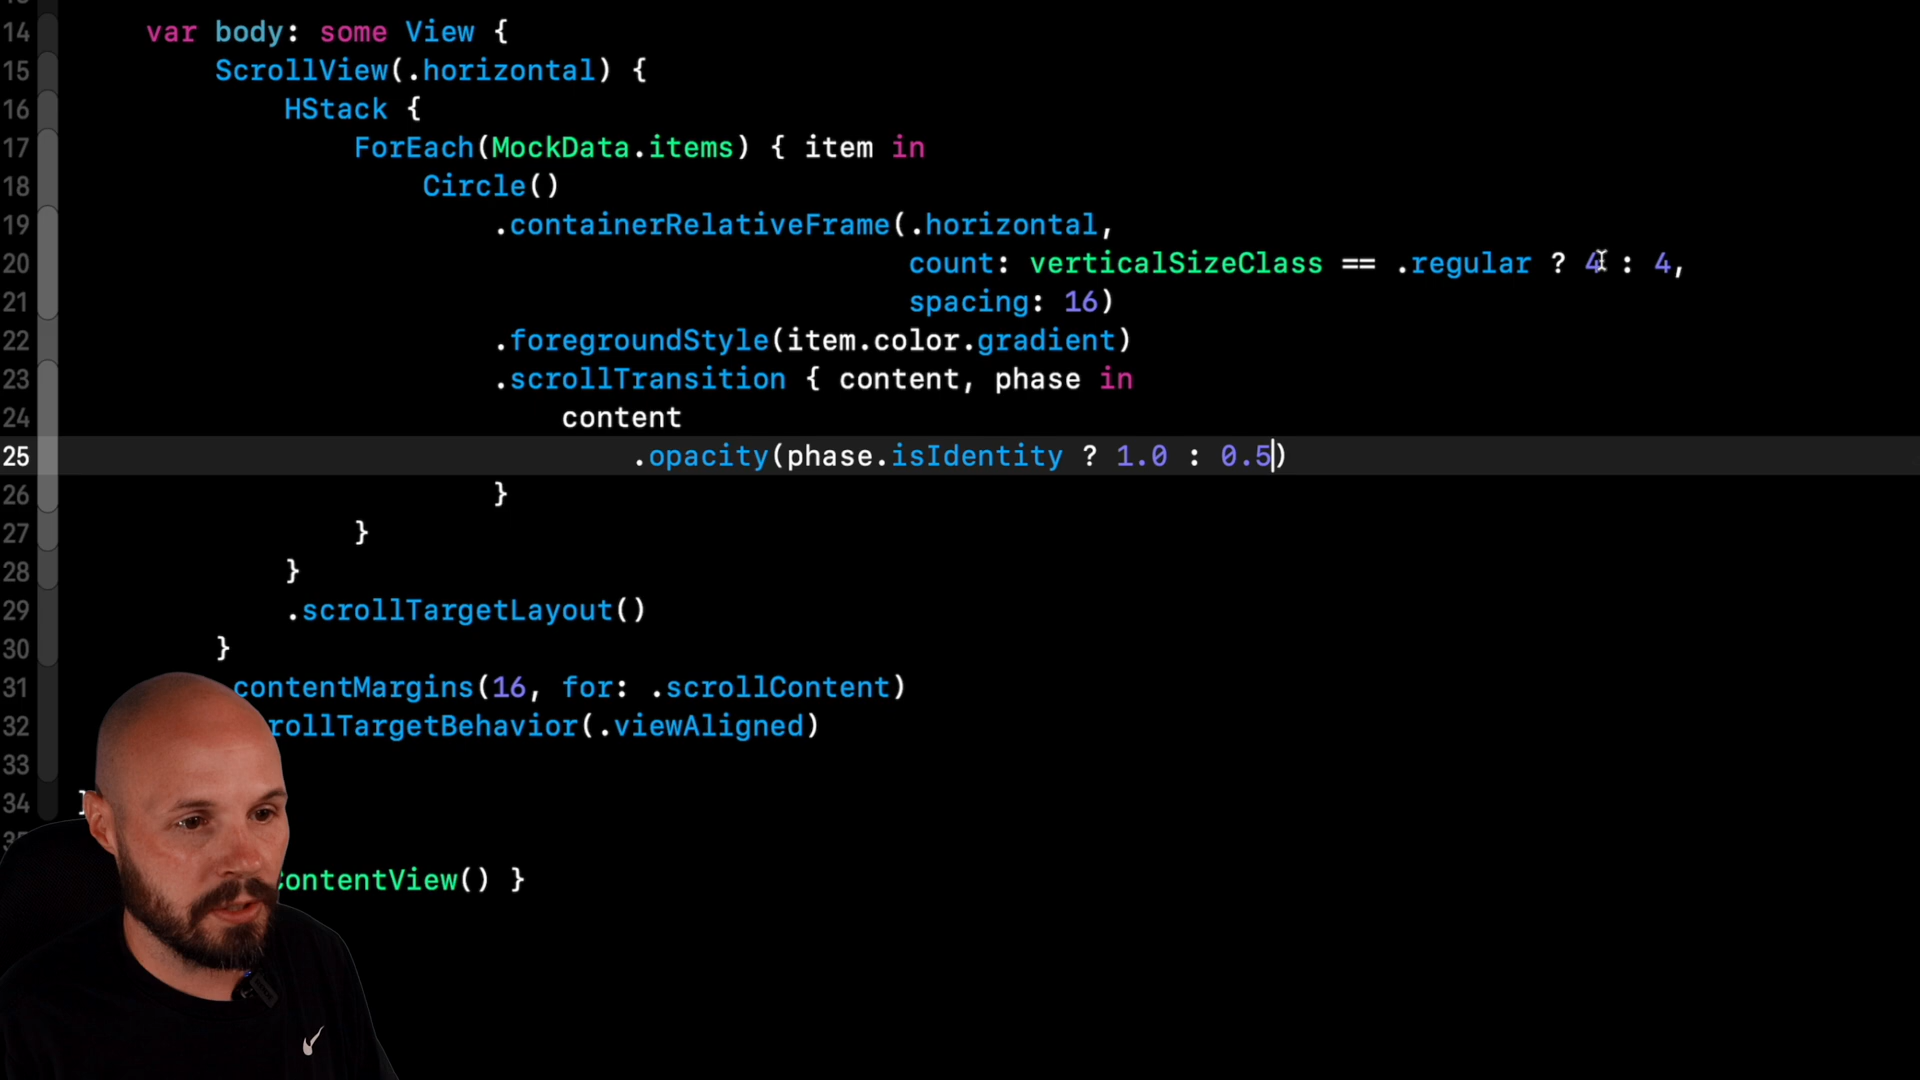 14 var body: some View {
15 ScrollView(.horizontal) {
16 HStack {
17 ForEach(MockData.items) { item in
18 Circle()
19 .containerRelativeFrame(.horizontal,
20 count: verticalSizeClass == .regular ? 4 : 4,
21 spacing: 16)
22 .foregroundStyle(item.color.gradient)
23 .scrollTransition { content, phase in
24 content
25 .opacity(phase.isIdentity ? 1.0 : 0.5)
26 }
27 }
28 }
29 .scrollTargetLayout()
30 }
31 contentMargins(16, for: .scrollContent)
32 rollTargetBehavior(.viewAligned)
33
34
ContentView() }